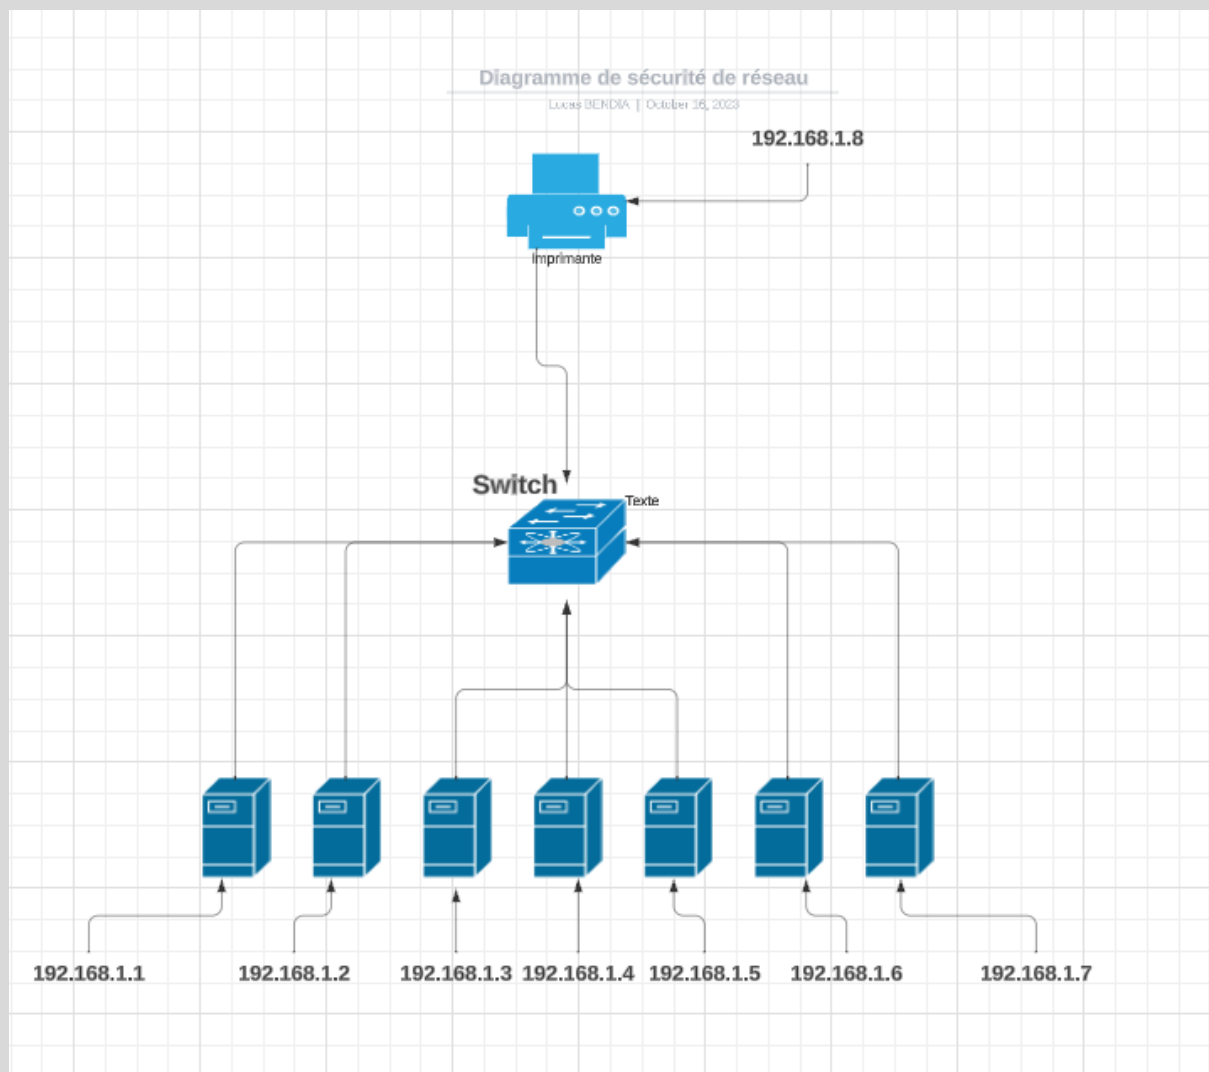 Diagramme de sécurité de réseau
Lucas BENDIA | October 16, 2023
192.168.1.8
Imprimante
Switch
Texte
192.168.1.1
192.168.1.2
192.168.1.3
192.168.1.4
192.168.1.5
192.168.1.6
192.168.1.7